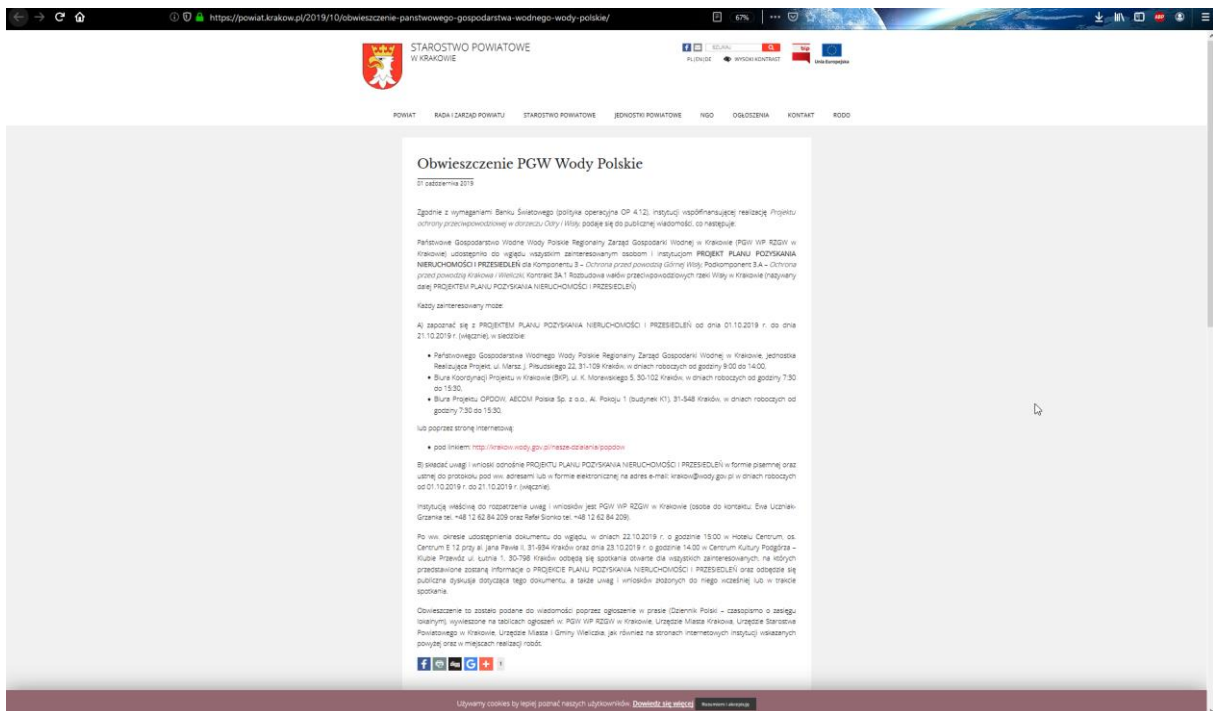 https://powiat.krakow.pl/2019/10/obwieszczenie-panstwowego-gospodarstwa-wodnego-wody-polskie/
67%
STAROSTWO POWIATOWE
W KRAKOWIE
SZUKAJ
PL|EN|DE WYSOKI KONTRAST
bip
Unia Europejska
POWIAT RADA I ZARZĄD POWIATU STAROSTWO POWIATOWE JEDNOSTKI POWIATOWE NGO OGŁOSZENIA KONTAKT RODO
Obwieszczenie PGW Wody Polskie
01 października 2019
Zgodnie z wymaganiami Banku Światowego (polityka operacyjna OP 4.12), instytucji współfinansującej realizację Projektu
ochrony przeciwpowodziowej w dorzeczu Odry i Wisły, podaje się do publicznej wiadomości, co następuje:
Państwowe Gospodarstwo Wodne Wody Polskie Regionalny Zarząd Gospodarki Wodnej w Krakowie (PGW WP RZGW w
Krakowie) udostępniło do wglądu wszystkim zainteresowanym osobom i instytucjom PROJEKT PLANU POZYSKANIA
NIERUCHOMOŚCI I PRZESIEDLEŃ dla Komponentu 3 – Ochrona przed powodzią Górnej Wisły, Podkomponent 3.A – Ochrona
przed powodzią Krakowa i Wieliczki, Kontrakt 3A.1 Rozbudowa wałów przeciwpowodziowych rzeki Wisły w Krakowie (nazywany
dalej PROJEKTEM PLANU POZYSKANIA NIERUCHOMOŚCI I PRZESIEDLEŃ)
Każdy zainteresowany może:
A) zapoznać się z PROJEKTEM PLANU POZYSKANIA NIERUCHOMOŚCI I PRZESIEDLEŃ od dnia 01.10.2019 r. do dnia
21.10.2019 r. (włącznie), w siedzibie:
• Państwowego Gospodarstwa Wodnego Wody Polskie Regionalny Zarząd Gospodarki Wodnej w Krakowie, Jednostka
Realizująca Projekt, ul. Marsz. J. Piłsudskiego 22, 31-109 Kraków, w dniach roboczych od godziny 9:00 do 14:00,
• Biura Koordynacji Projektu w Krakowie (BKP), ul. K. Morawskiego 5, 30-102 Kraków, w dniach roboczych od godziny 7:30
do 15:30,
• Biura Projektu OPDOW, AECOM Polska Sp. z o.o., Al. Pokoju 1 (budynek K1), 31-548 Kraków, w dniach roboczych od
godziny 7:30 do 15:30,
lub poprzez stronę internetową:
• pod linkiem: http://krakow.wody.gov.pl/nasze-dzialania/popdow
B) składać uwagi i wnioski odnośnie PROJEKTU PLANU POZYSKANIA NIERUCHOMOŚCI I PRZESIEDLEŃ w formie pisemnej oraz
ustnej do protokołu pod ww. adresami lub w formie elektronicznej na adres e-mail: krakow@wody.gov.pl w dniach roboczych
od 01.10.2019 r. do 21.10.2019 r. (włącznie).
Instytucją właściwą do rozpatrzenia uwag i wniosków jest PGW WP RZGW w Krakowie (osoba do kontaktu: Ewa Uczniak-
Grzanka tel. +48 12 62 84 209 oraz Rafał Sionko tel. +48 12 62 84 209).
Po ww. okresie udostępnienia dokumentu do wglądu, w dniach 22.10.2019 r. o godzinie 15:00 w Hotelu Centrum, os.
Centrum E 12 przy al. Jana Pawła II, 31-934 Kraków oraz dnia 23.10.2019 r. o godzinie 14:00 w Centrum Kultury Podgórza –
Klubie Przewóz ul. Łutnia 1, 30-798 Kraków odbędą się spotkania otwarte dla wszystkich zainteresowanych, na których
przedstawione zostaną informacje o PROJEKCIE PLANU POZYSKANIA NIERUCHOMOŚCI I PRZESIEDLEŃ oraz odbędzie się
publiczna dyskusja dotycząca tego dokumentu, a także uwag i wniosków złożonych do niego wcześniej lub w trakcie
spotkania.
Obwieszczenie to zostało podane do wiadomości poprzez ogłoszenie w prasie (Dziennik Polski – czasopismo o zasięgu
lokalnym), wywieszone na tablicach ogłoszeń w: PGW WP RZGW w Krakowie, Urzędzie Miasta Krakowa, Urzędzie Starostwa
Powiatowego w Krakowie, Urzędzie Miasta i Gminy Wieliczka, jak również na stronach internetowych instytucji wskazanych
powyżej oraz w miejscach realizacji robót.
Używamy cookies by lepiej poznać naszych użytkowników. Dowiedz się więcej Rozumiem i akceptuję